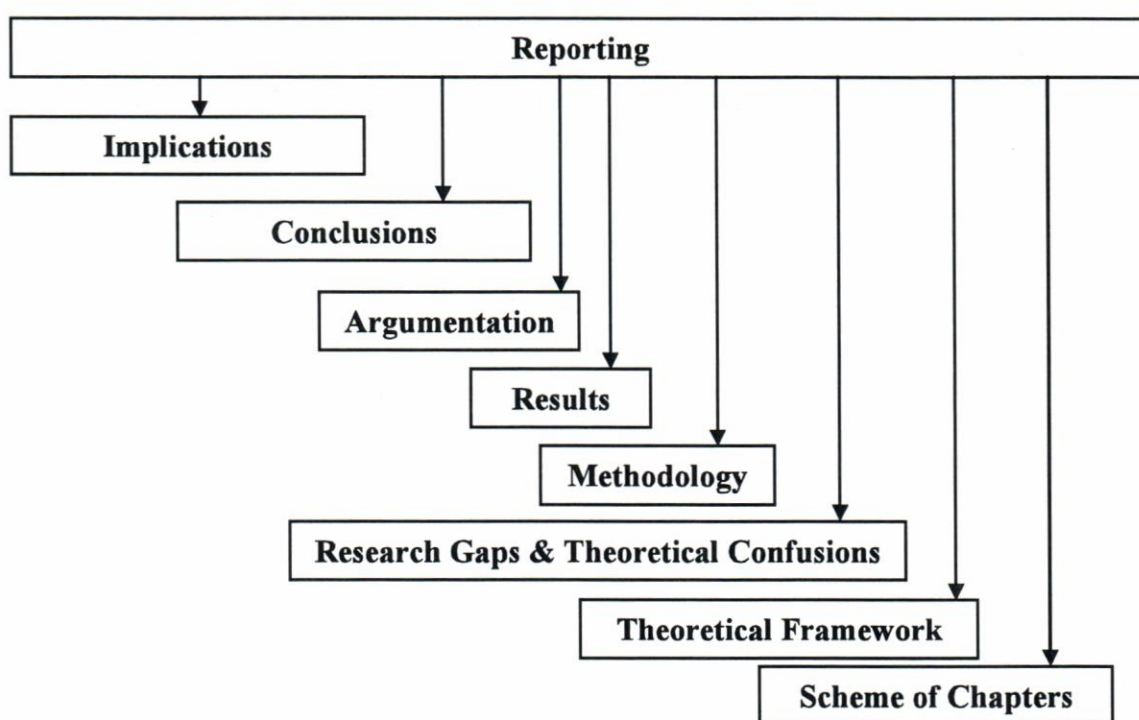 Reporting
Implications
Conclusions
Argumentation
Results
Methodology
Research Gaps & Theoretical Confusions
Theoretical Framework
Scheme of Chapters